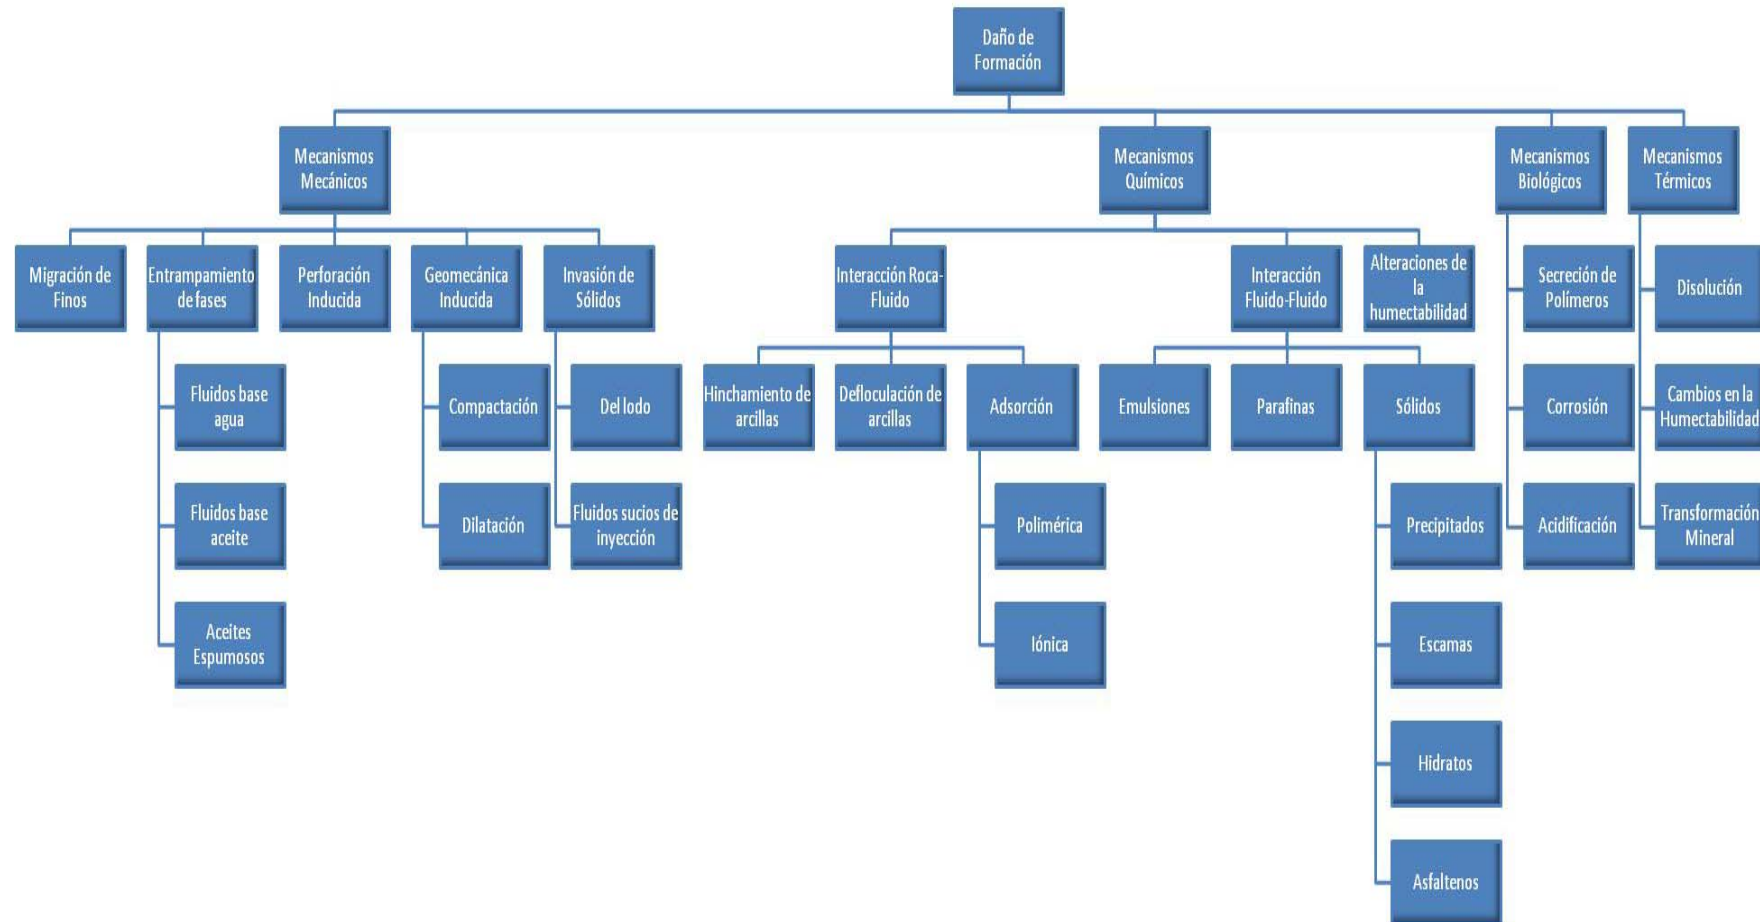 Daño de
Formación
Mecanismos
Mecánicos
Mecanismos
Químicos
Mecanismos
Biológicos
Mecanismos
Térmicos
Migración de
Finos
Entrampamiento
de fases
Perforación
Inducida
Geomecánica
Inducida
Invasión de
Sólidos
Interacción Roca-
Fluido
Interacción
Fluido-Fluido
Alteraciones de
la
humectabilidad
Secreción de
Polímeros
Disolución
Fluidos base
agua
Compactación
Del lodo
Hinchamiento de
arcillas
Defloculación de
arcillas
Adsorción
Emulsiones
Parafinas
Sólidos
Corrosión
Cambios en la
Humectabilidad
Fluidos base
aceite
Dilatación
Fluidos sucios de
inyección
Polimérica
Precipitados
Acidificación
Transformación
Mineral
Aceites
Espumosos
Iónica
Escamas
Hidratos
Asfaltenos